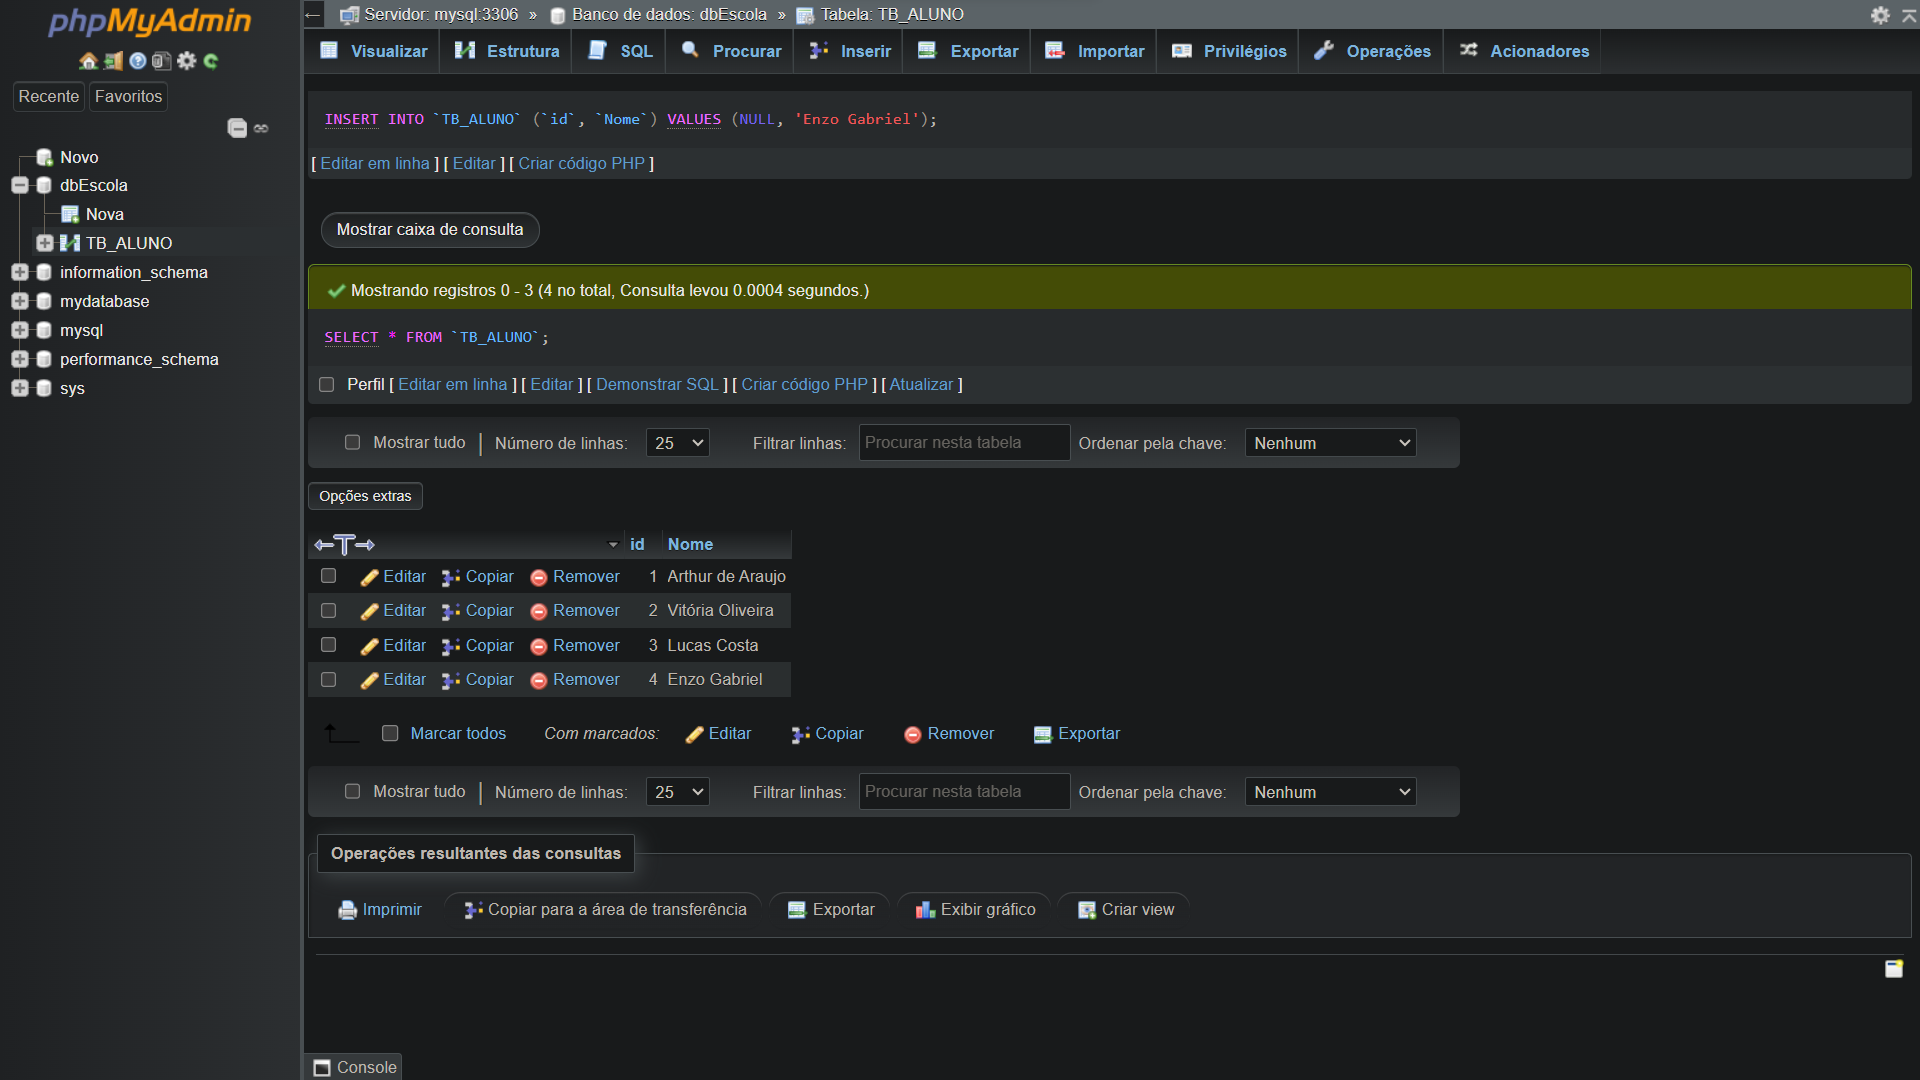 phpMyAdmin
Recente Favoritos
Novo
dbEscola
Nova
TB_ALUNO
information_schema
mydatabase
mysql
performance_schema
sys
Servidor: mysql:3306 » Banco de dados: dbEscola » Tabela: TB_ALUNO
Visualizar Estrutura SQL Procurar Inserir Exportar Importar Privilégios Operações Acionadores
INSERT INTO `TB_ALUNO` (`id`, `Nome`) VALUES (NULL, 'Enzo Gabriel');
[ Editar em linha ] [ Editar ] [ Criar código PHP ]
Mostrar caixa de consulta
Mostrando registros 0 - 3 (4 no total, Consulta levou 0.0004 segundos.)
SELECT * FROM `TB_ALUNO`;
Perfil [ Editar em linha ] [ Editar ] [ Demonstrar SQL ] [ Criar código PHP ] [ Atualizar ]
Mostrar tudo | Número de linhas: 25 Filtrar linhas: Procurar nesta tabela Ordenar pela chave: Nenhum
Opções extras
←T→ id Nome
Editar Copiar Remover 1 Arthur de Araujo
Editar Copiar Remover 2 Vitória Oliveira
Editar Copiar Remover 3 Lucas Costa
Editar Copiar Remover 4 Enzo Gabriel
Marcar todos Com marcados: Editar Copiar Remover Exportar
Mostrar tudo | Número de linhas: 25 Filtrar linhas: Procurar nesta tabela Ordenar pela chave: Nenhum
Operações resultantes das consultas
Imprimir Copiar para a área de transferência Exportar Exibir gráfico Criar view
Console